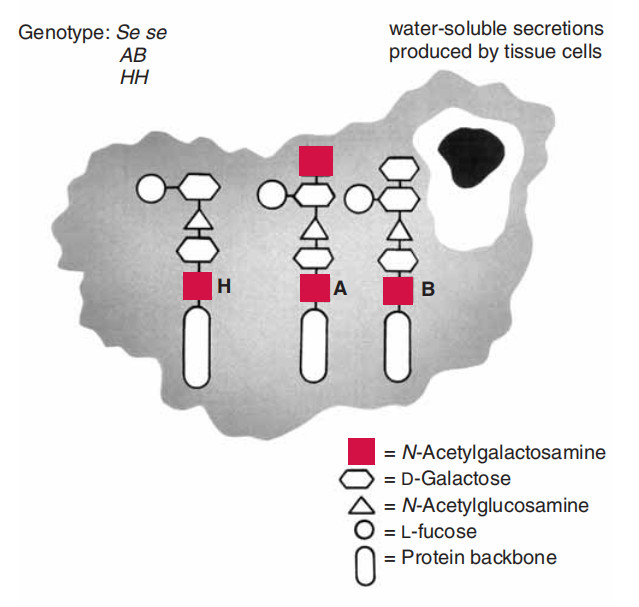 Genotype: Se se
AB
HH
water-soluble secretions
produced by tissue cells
H
A
B
= N-Acetylgalactosamine
= D-Galactose
= N-Acetylglucosamine
= L-fucose
= Protein backbone